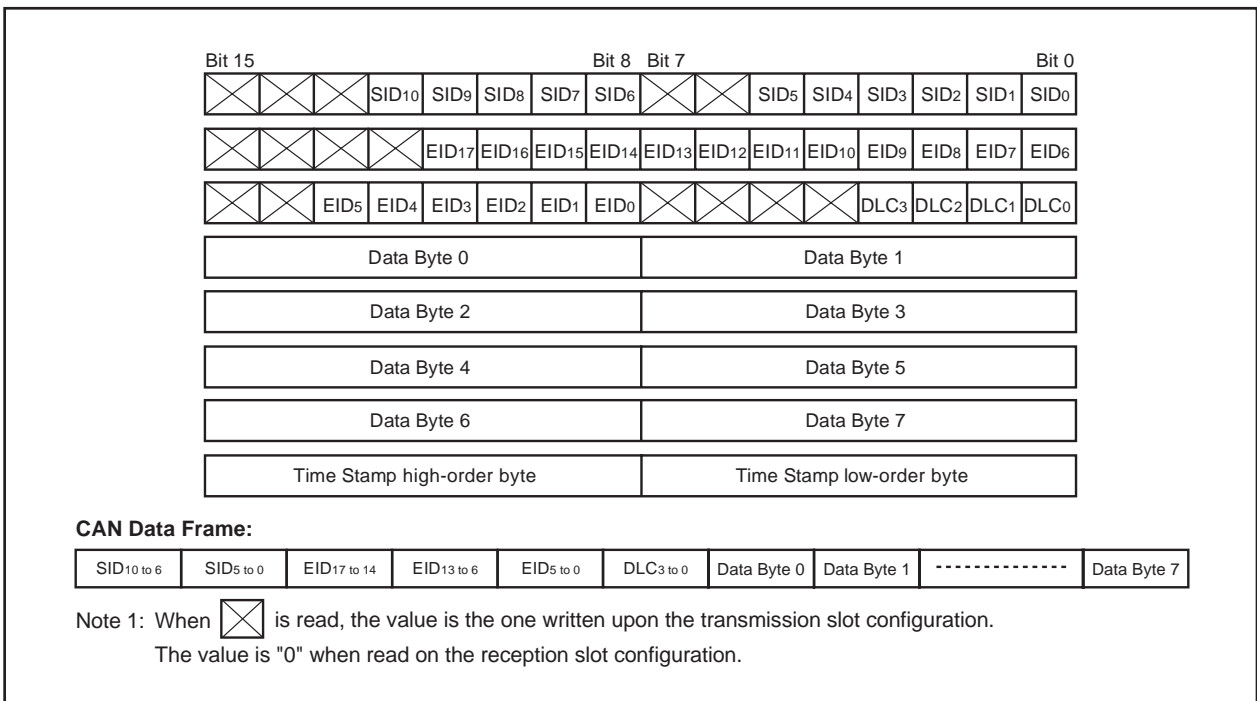 Bit 15 Bit 8 Bit 7 Bit 0
SID10 SID9 SID8 SID7 SID6 SID5 SID4 SID3 SID2 SID1 SID0
EID17 EID16 EID15 EID14 EID13 EID12 EID11 EID10 EID9 EID8 EID7 EID6
EID5 EID4 EID3 EID2 EID1 EID0 DLC3 DLC2 DLC1 DLC0
Data Byte 0 Data Byte 1
Data Byte 2 Data Byte 3
Data Byte 4 Data Byte 5
Data Byte 6 Data Byte 7
Time Stamp high-order byte Time Stamp low-order byte
CAN Data Frame:
SID10 to 6 SID5 to 0 EID17 to 14 EID13 to 6 EID5 to 0 DLC3 to 0 Data Byte 0 Data Byte 1 -------------- Data Byte 7
Note 1: When is read, the value is the one written upon the transmission slot configuration.
The value is "0" when read on the reception slot configuration.